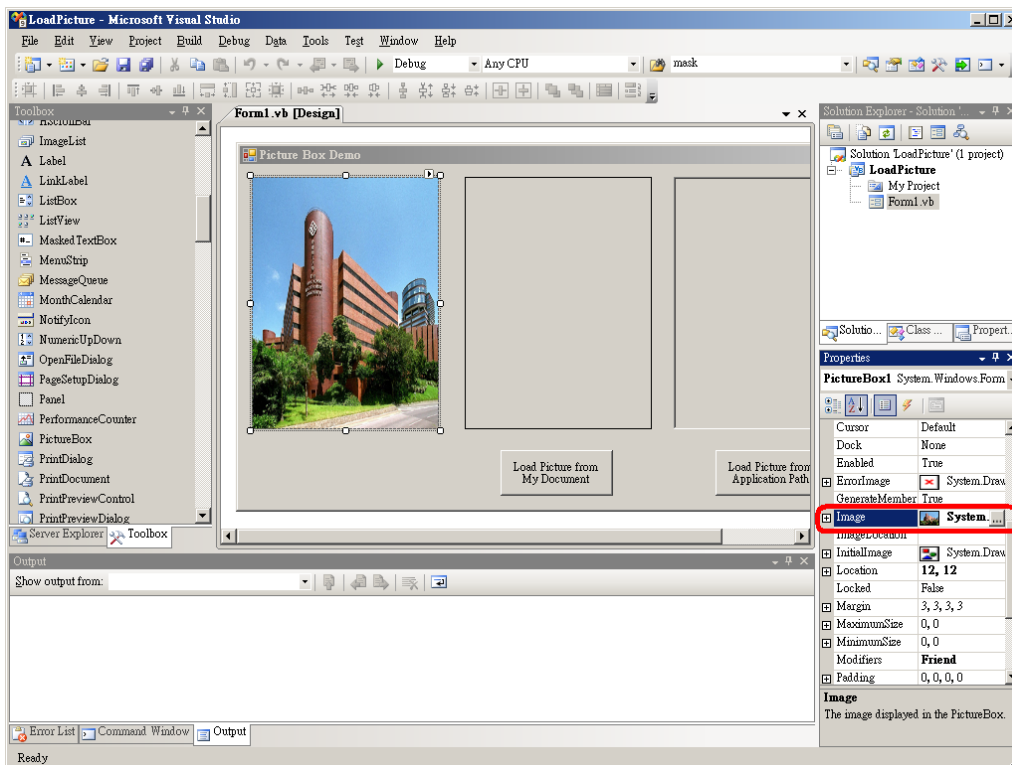 LoadPicture - Microsoft Visual Studio
File Edit View Project Build Debug Data Tools Test Window Help
Debug Any CPU mask
Toolbox
HScrollBar
ImageList
A Label
A LinkLabel
ListBox
ListView
MaskedTextBox
MenuStrip
MessageQueue
MonthCalendar
NotifyIcon
NumericUpDown
OpenFileDialog
PageSetupDialog
Panel
PerformanceCounter
PictureBox
PrintDialog
PrintDocument
PrintPreviewControl
PrintPreviewDialog
Server Explorer Toolbox
Form1.vb [Design]
Picture Box Demo
Load Picture from
My Document
Load Picture from
Application Path
Solution Explorer - Solution '...
Solution 'LoadPicture' (1 project)
LoadPicture
My Project
Form1.vb
Solutio... Class ... Propert...
Properties
PictureBox1 System.Windows.Form
Cursor Default
Dock None
Enabled True
ErrorImage System.Draw
GenerateMember True
Image System. ...
ImageLocation
InitialImage System.Draw
Location 12, 12
Locked False
Margin 3, 3, 3, 3
MaximumSize 0, 0
MinimumSize 0, 0
Modifiers Friend
Padding 0, 0, 0, 0
Image
The image displayed in the PictureBox.
Output
Show output from:
Error List Command Window Output
Ready